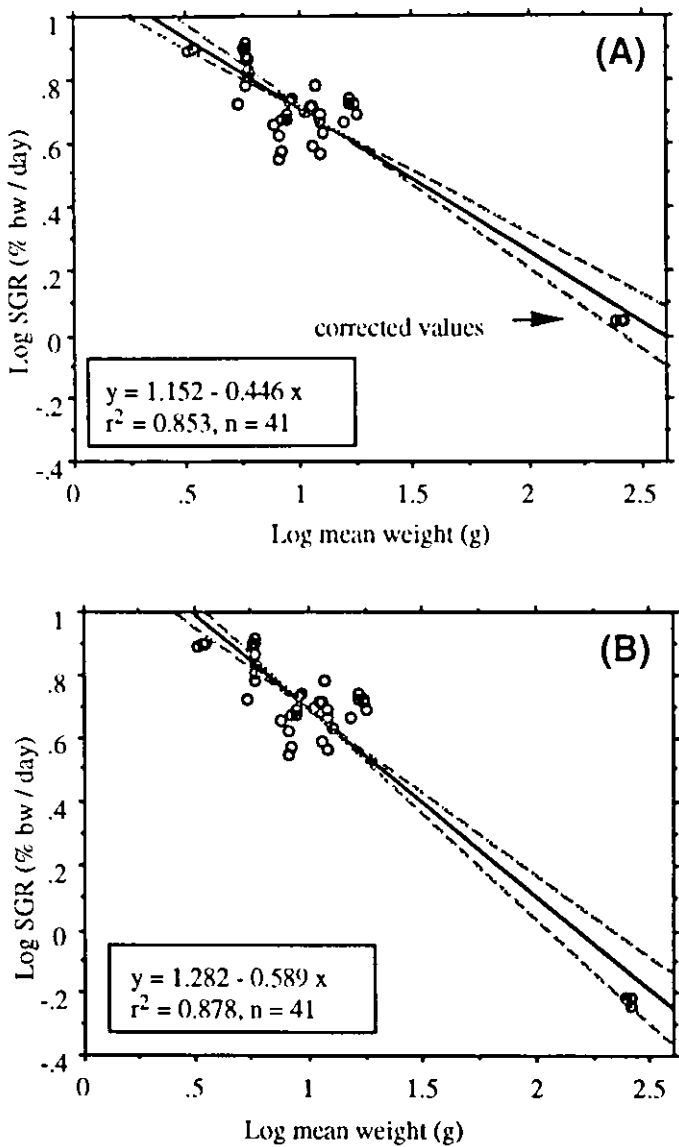 (A)
Log SGR (% bw / day)
1
.8
.6
.4
.2
0
-.2
-.4
corrected values
y = 1.152 - 0.446 x
r² = 0.853, n = 41
0 .5 1 1.5 2 2.5
Log mean weight (g)
(B)
Log SGR (% bw / day)
1
.8
.6
.4
.2
0
-.2
-.4
y = 1.282 - 0.589 x
r² = 0.878, n = 41
0 .5 1 1.5 2 2.5
Log mean weight (g)